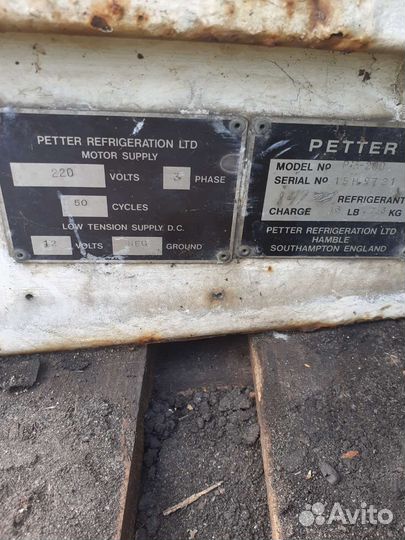 PETTER REFRIGERATION LTD
MOTOR SUPPLY
220 VOLTS 3 PHASE
50 CYCLES
LOW TENSION SUPPLY D.C.
12 VOLTS NEG GROUND
PETTER
MODEL Nº
SERIAL Nº
REFRIGERANT
CHARGE LB KG
PETTER REFRIGERATION LTD
HAMBLE
SOUTHAMPTON ENGLAND
Avito